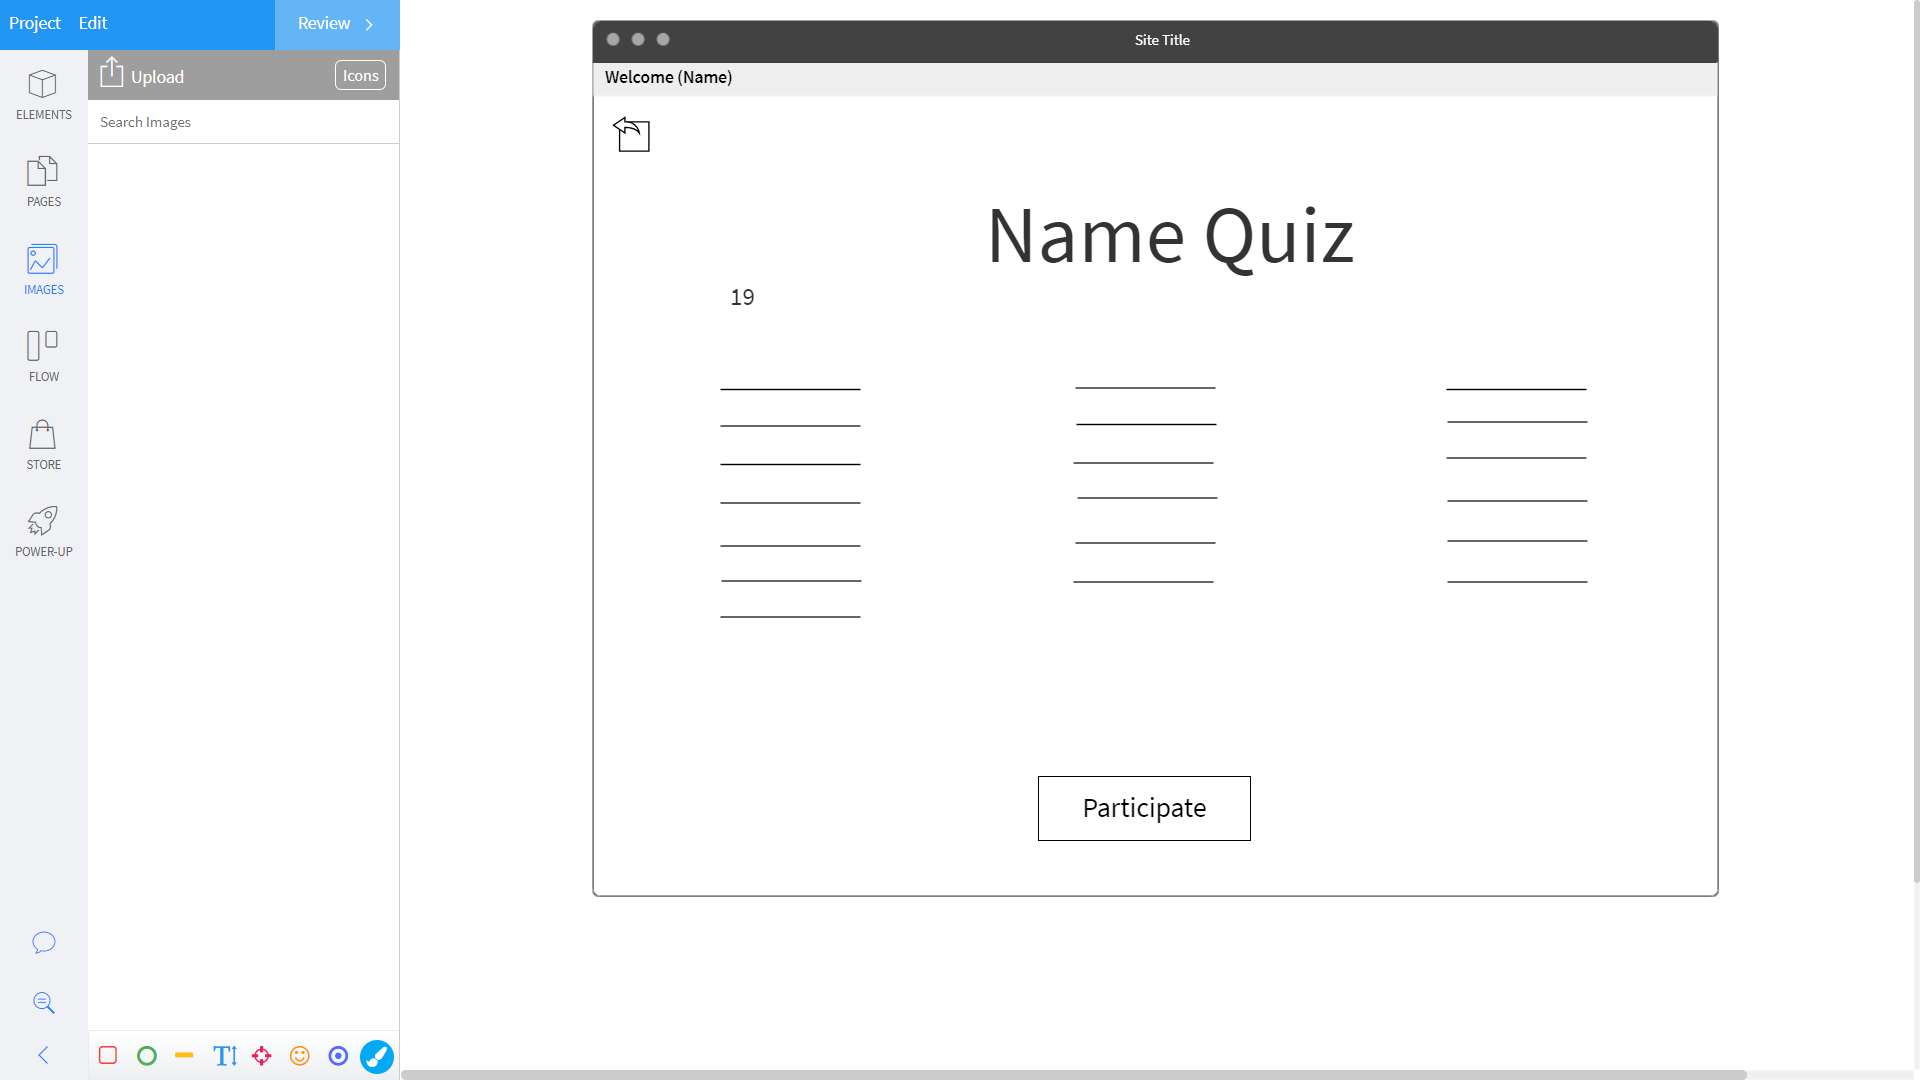 Project Edit Review
Upload Icons
Search Images
ELEMENTS
PAGES
IMAGES
FLOW
STORE
POWER-UP
Site Title
Welcome (Name)
Name Quiz
19
Participate